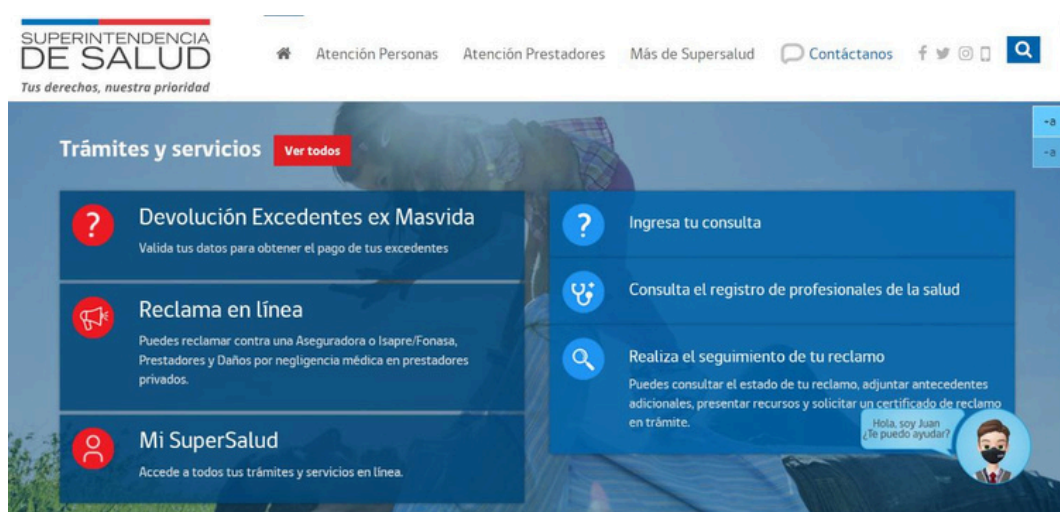 SUPERINTENDENCIA
DE SALUD
Tus derechos, nuestra prioridad
Atención Personas
Atención Prestadores
Más de Supersalud
Contáctanos
-a
-a
Trámites y servicios
Ver todos
Devolución Excedentes ex Masvida
Valida tus datos para obtener el pago de tus excedentes
Reclama en línea
Puedes reclamar contra una Aseguradora o Isapre/Fonasa,
Prestadores y Daños por negligencia médica en prestadores
privados.
Mi SuperSalud
Accede a todos tus trámites y servicios en línea.
Ingresa tu consulta
Consulta el registro de profesionales de la salud
Realiza el seguimiento de tu reclamo
Puedes consultar el estado de tu reclamo, adjuntar antecedentes
adicionales, presentar recursos y solicitar un certificado de reclamo
en trámite.
Hola, soy Juan
¿Te puedo ayudar?